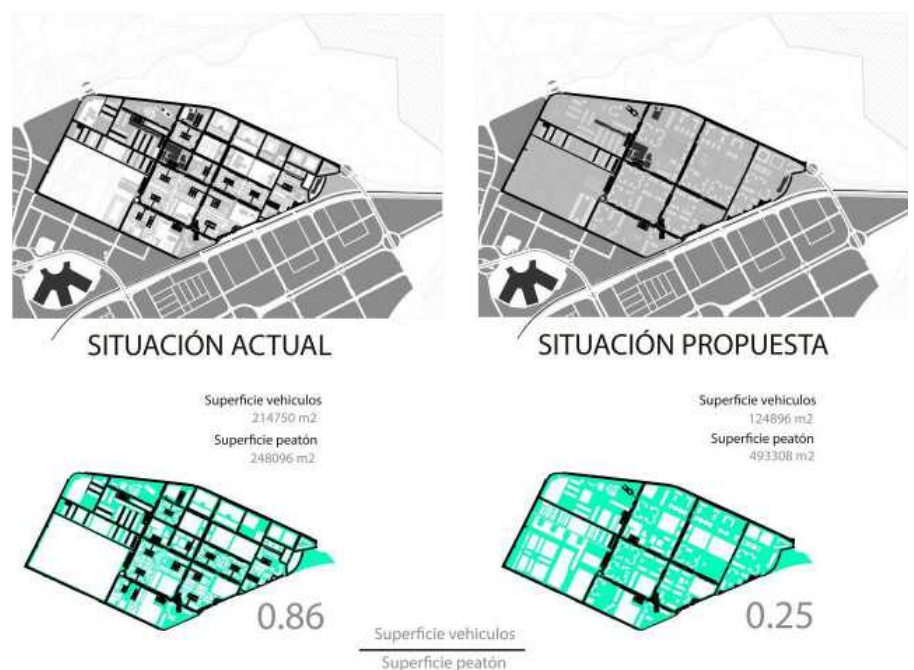 SITUACIÓN ACTUAL
SITUACIÓN PROPUESTA
Superficie vehiculos
214750 m2
Superficie peatón
248096 m2
Superficie vehiculos
124896 m2
Superficie peatón
493308 m2
0.86
0.25
Superficie vehiculos
Superficie peatón